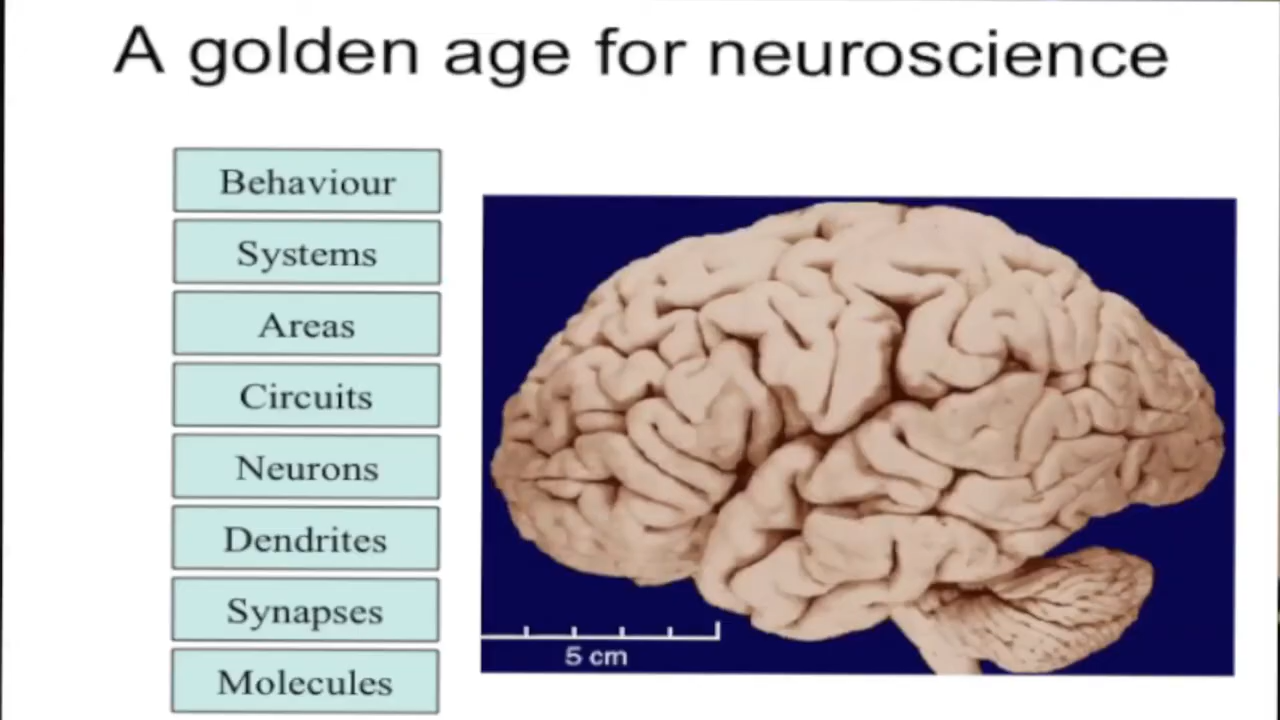 A golden age for neuroscience
Behaviour
Systems
Areas
Circuits
Neurons
Dendrites
Synapses
Molecules
5 cm